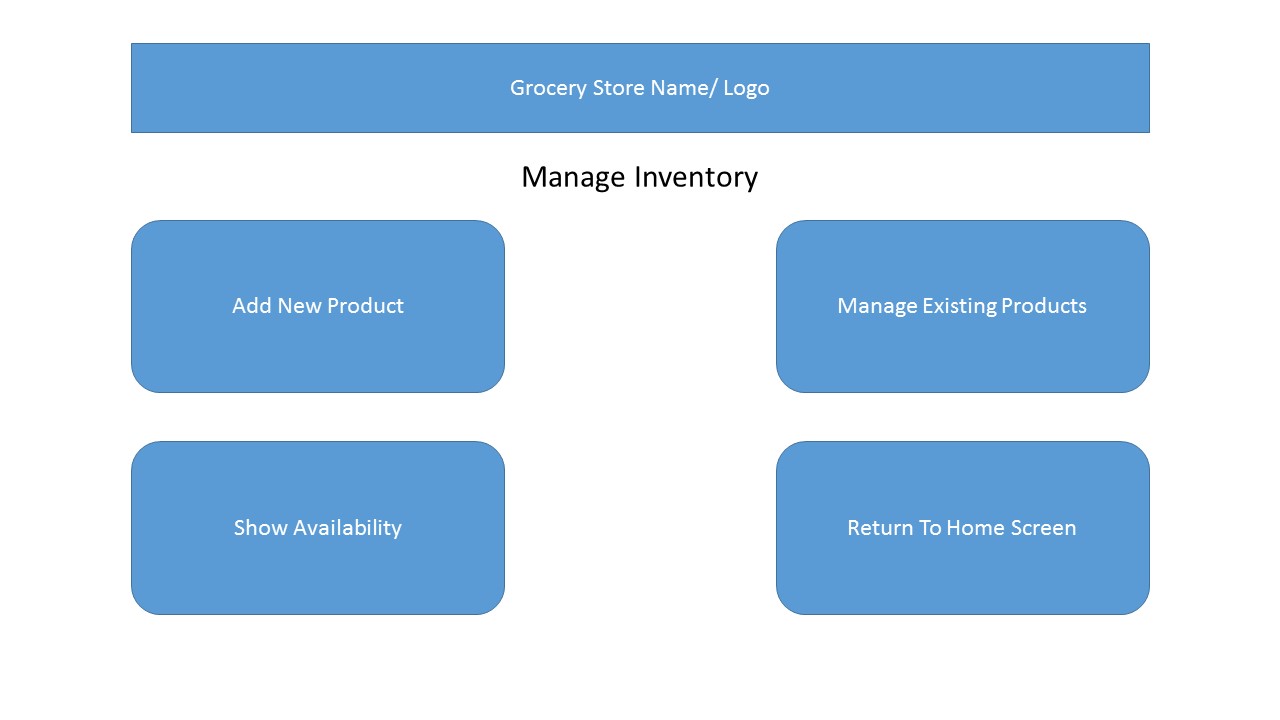 Grocery Store Name/ Logo
Manage Inventory
Add New Product
Manage Existing Products
Show Availability
Return To Home Screen